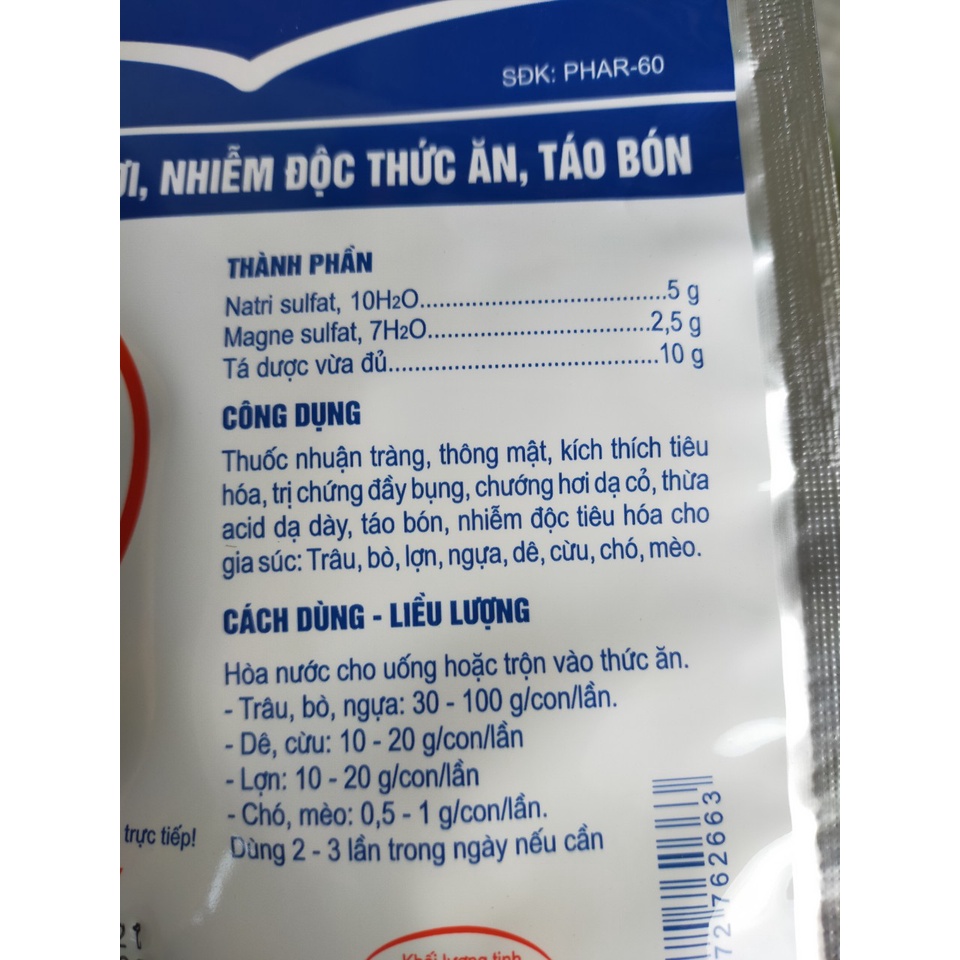 SĐK: PHAR-60
NHIỄM ĐỘC THỨC ĂN, TÁO BÓN
THÀNH PHẦN
Natri sulfat, 10H2O.....................................5 g
Magne sulfat, 7H2O..................................2,5 g
Tá dược vừa đủ.........................................10 g
CÔNG DỤNG
Thuốc nhuận tràng, thông mật, kích thích tiêu
hóa, trị chứng đầy bụng, chướng hơi dạ cỏ, thừa
acid dạ dày, táo bón, nhiễm độc tiêu hóa cho
gia súc: Trâu, bò, lợn, ngựa, dê, cừu, chó, mèo.
CÁCH DÙNG - LIỀU LƯỢNG
Hòa nước cho uống hoặc trộn vào thức ăn.
- Trâu, bò, ngựa: 30 - 100 g/con/lần.
- Dê, cừu: 10 - 20 g/con/lần
- Lợn: 10 - 20 g/con/lần
- Chó, mèo: 0,5 - 1 g/con/lần.
Dùng 2 - 3 lần trong ngày nếu cần
trực tiếp!
72 762663
Khối lượng tịnh